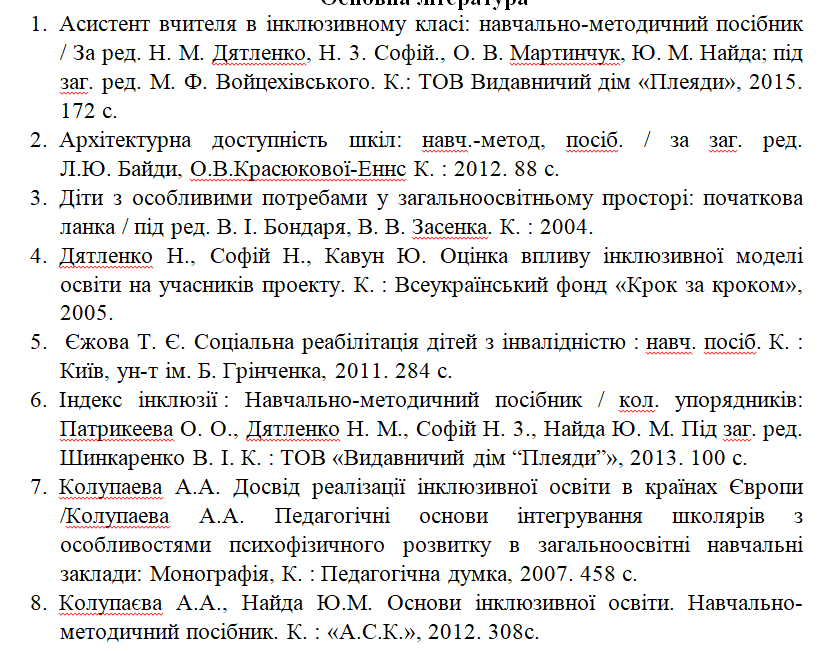 Основна література
1. Асистент вчителя в інклюзивному класі: навчально-методичний посібник
/ За ред. Н. М. Дятленко, Н. З. Софій., О. В. Мартинчук, Ю. М. Найда; під
заг. ред. М. Ф. Войцехівського. К.: ТОВ Видавничий дім «Плеяди», 2015.
172 с.
2. Архітектурна доступність шкіл: навч.-метод, посіб. / за заг. ред.
Л.Ю. Байди, О.В.Красюкової-Еннс К. : 2012. 88 с.
3. Діти з особливими потребами у загальноосвітньому просторі: початкова
ланка / під ред. В. І. Бондаря, В. В. Засенка. К. : 2004.
4. Дятленко Н., Софій Н., Кавун Ю. Оцінка впливу інклюзивної моделі
освіти на учасників проекту. К. : Всеукраїнський фонд «Крок за кроком»,
2005.
5. Єжова Т. Є. Соціальна реабілітація дітей з інвалідністю : навч. посіб. К. :
Київ, ун-т ім. Б. Грінченка, 2011. 284 с.
6. Індекс інклюзії : Навчально-методичний посібник / кол. упорядників:
Патрикеева О. О., Дятленко Н. М., Софій Н. З., Найда Ю. М. Під заг. ред.
Шинкаренко В. І. К. : ТОВ «Видавничий дім “Плеяди”», 2013. 100 с.
7. Колупаева А.А. Досвід реалізації інклюзивної освіти в країнах Європи
/Колупаева А.А. Педагогічні основи інтегрування школярів з
особливостями психофізичного розвитку в загальноосвітні навчальні
заклади: Монографія, К. : Педагогічна думка, 2007. 458 с.
8. Колупаєва А.А., Найда Ю.М. Основи інклюзивної освіти. Навчально-
методичний посібник. К. : «А.С.К.», 2012. 308с.